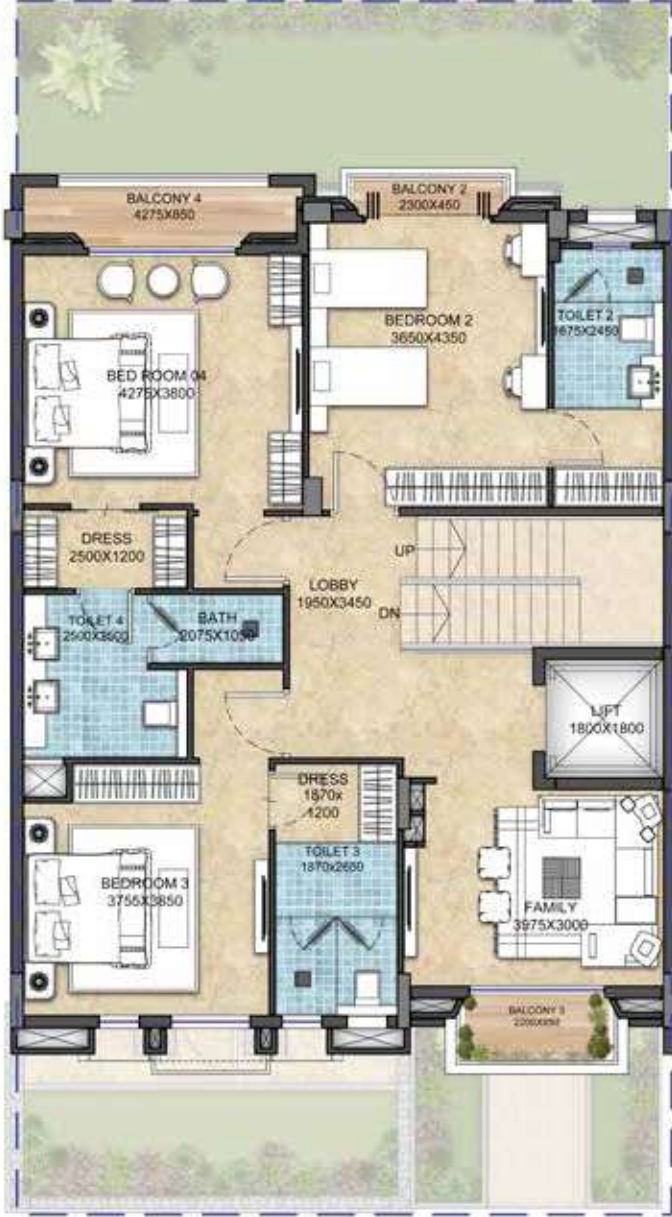 BALCONY 4
4275X850
BALCONY 2
2300X450
BEDROOM 2
3650X4350
TOILET 2
1675X2450
BED ROOM 04
4275X3800
DRESS
2500X1200
UP
LOBBY
1950X3450
DN
TOILET 4
2500X3500
BATH
2075X1050
LIFT
1800X1800
DRESS
1870x
1200
TOILET 3
1870x2650
BEDROOM 3
3755X3850
FAMILY
3975X3000